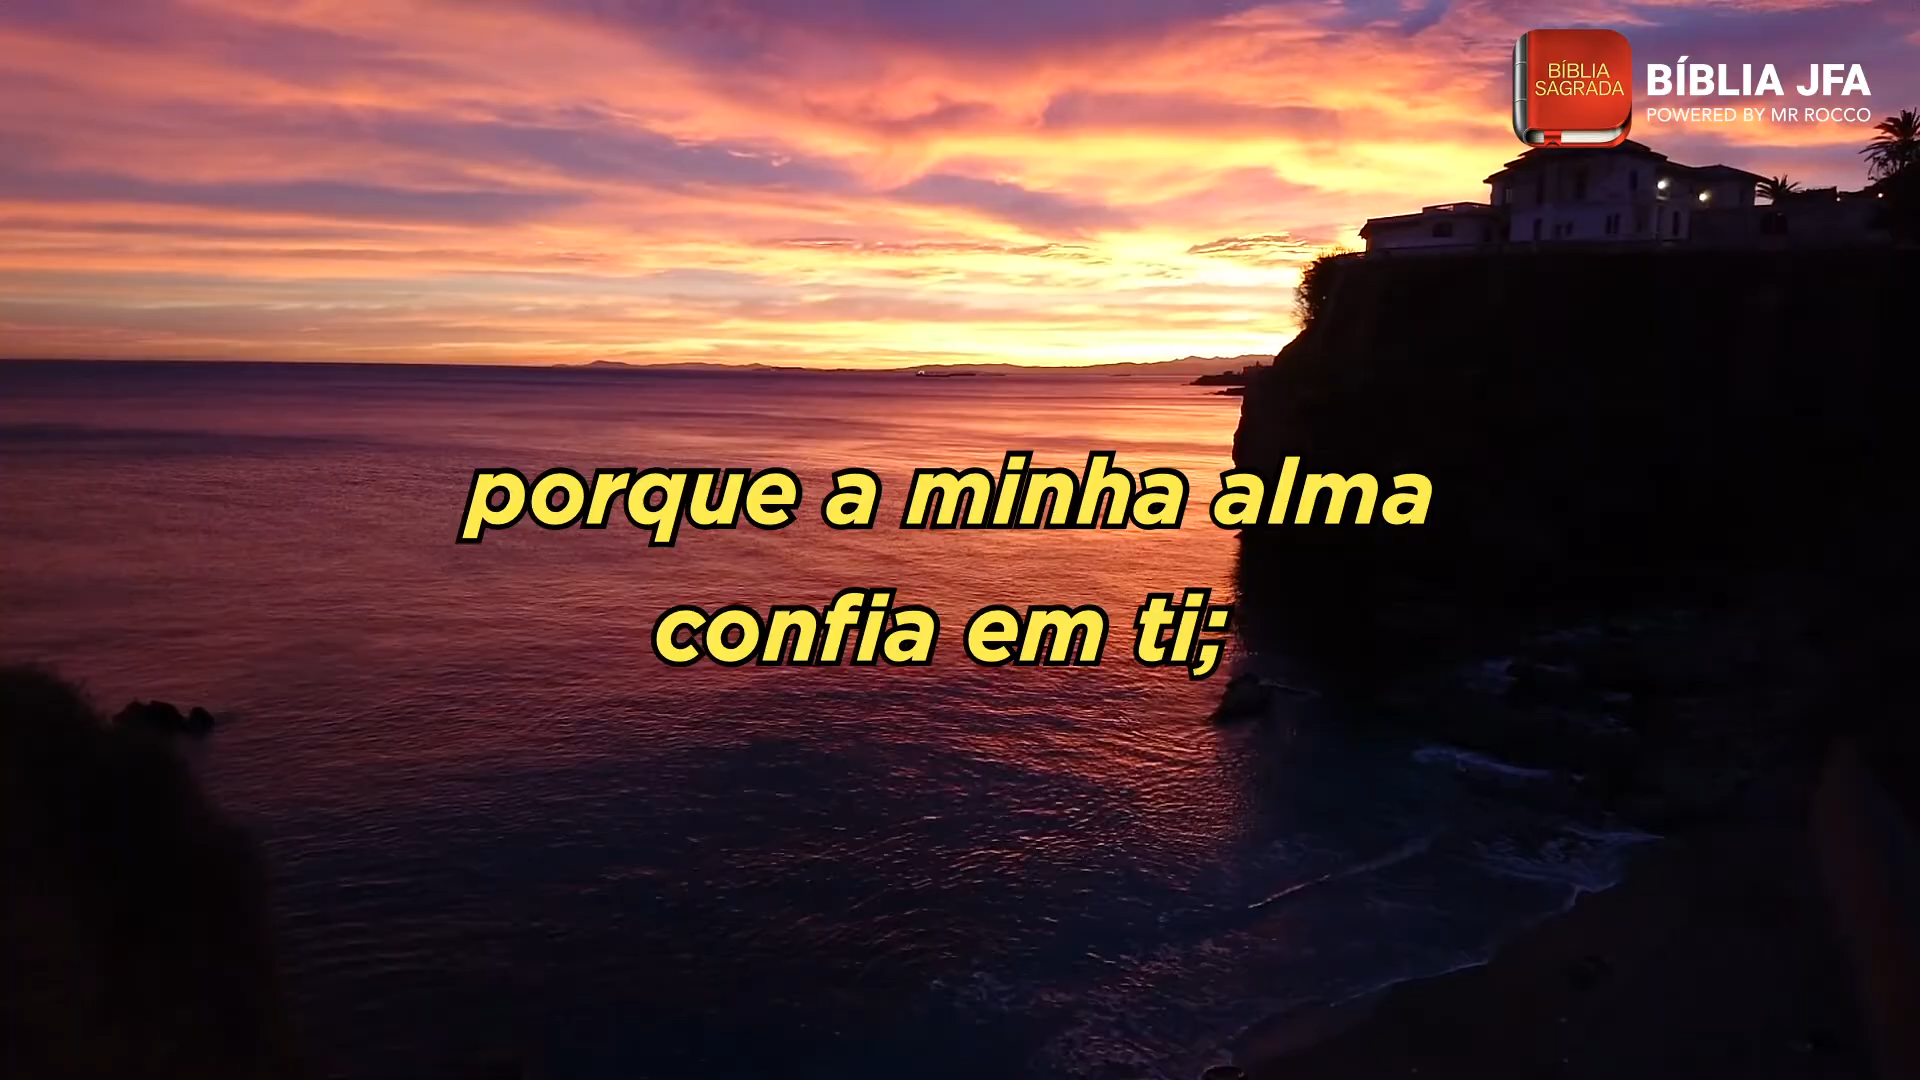 BÍBLIA
SAGRADA
BÍBLIA JFA
POWERED BY MR ROCCO
porque a minha alma
confia em ti;